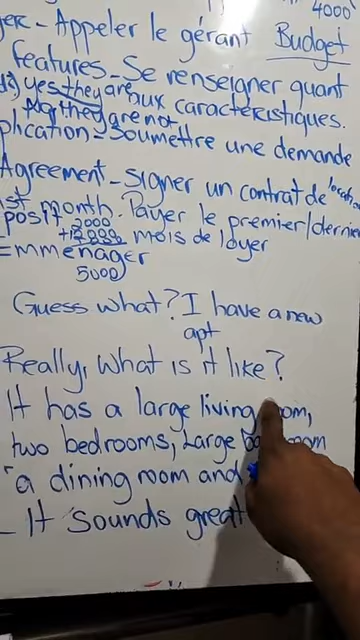 4000
- Appeler le gérant Budget
features - Se renseigner quant
yes they are aux caractéristiques.
they are not
plication - Soumettre une demande
Agreement - signer un contrat de
month. Payer le premier/dernier
posit 2000 mois de loyer
Emménager
5000
Guess what? I have a new
apt
Really, What is it like?
It has a large living room,
two bedrooms, Large room
a dining room and
- It sounds great